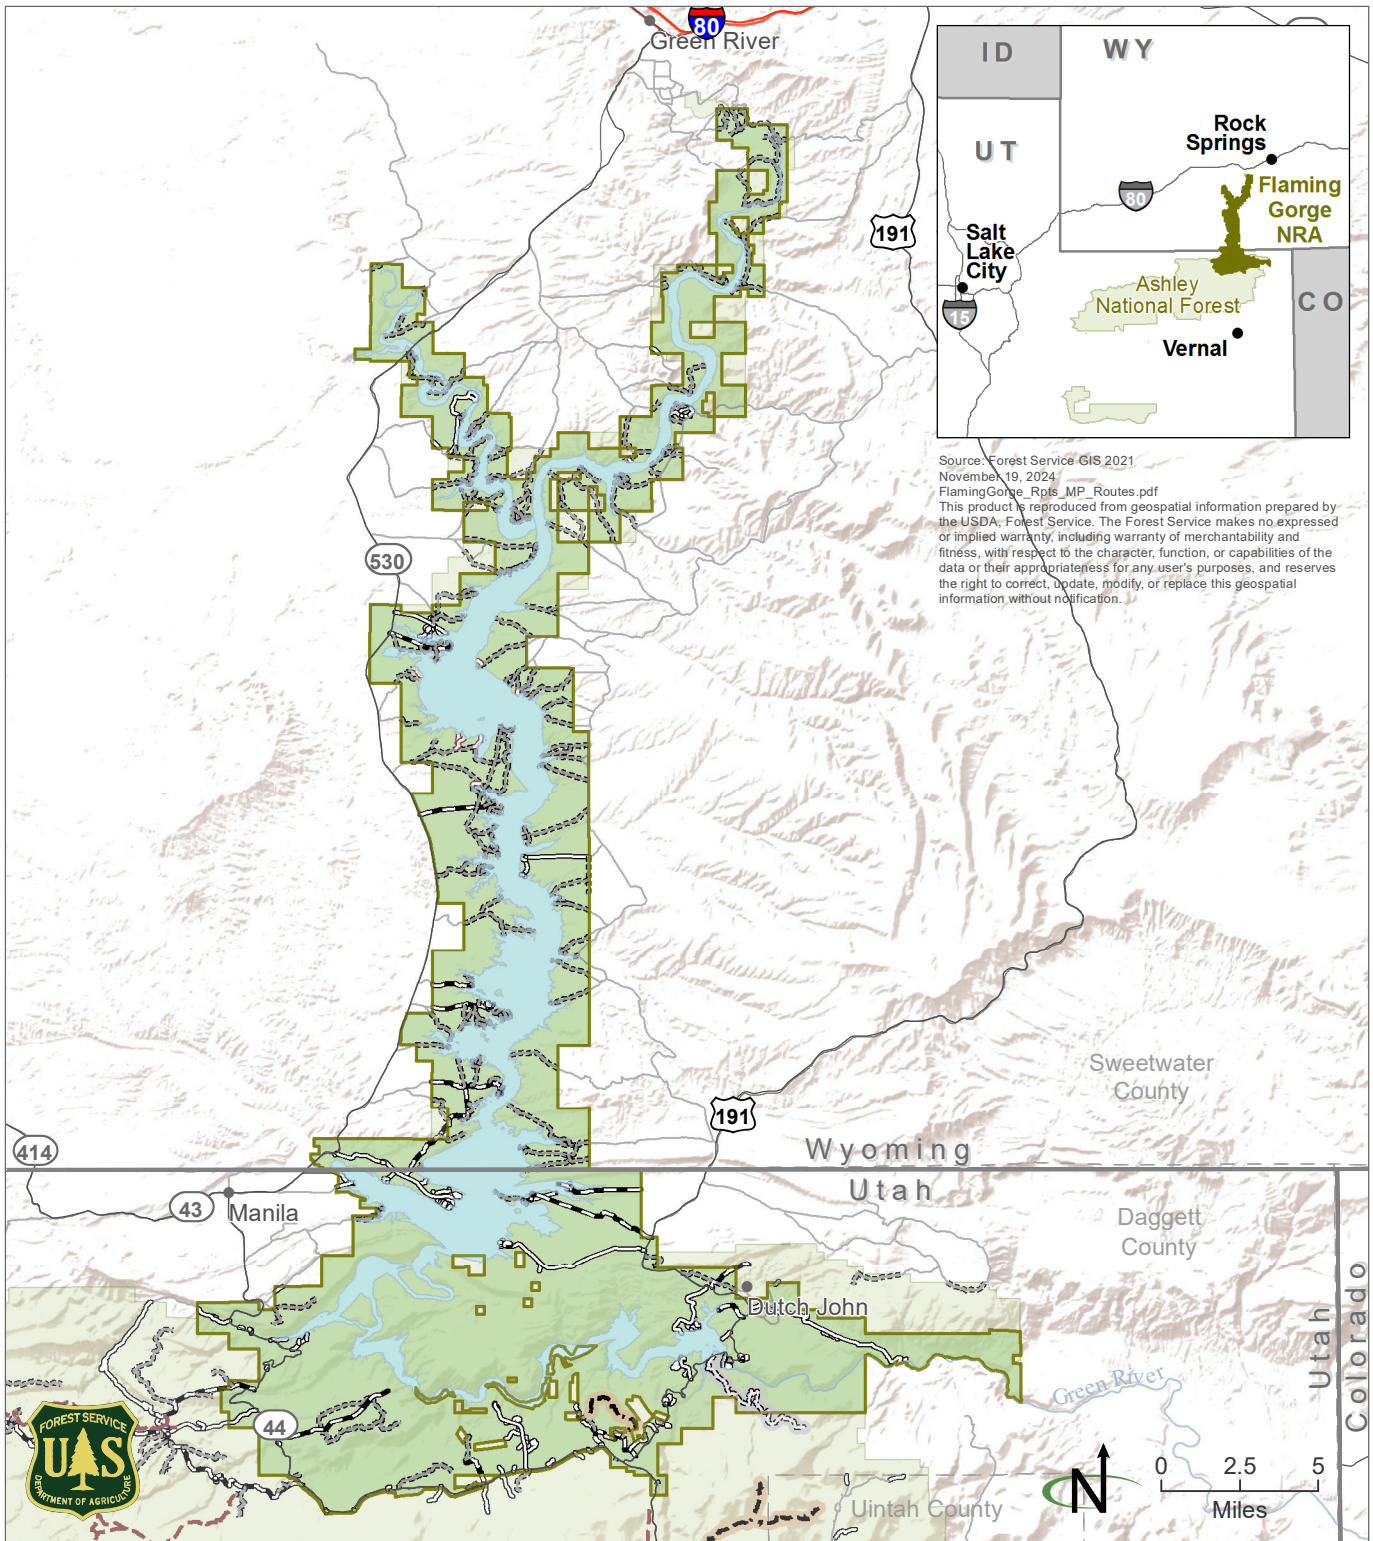 80
Green River
ID
WY
UT
Rock
Springs
80
Flaming
Gorge
NRA
Salt
Lake
City
15
Ashley
National Forest
CO
Vernal
191
Source: Forest Service GIS 2021
November 19, 2024
FlamingGorge_Rpts_MP_Routes.pdf
This product is reproduced from geospatial information prepared by
the USDA, Forest Service. The Forest Service makes no expressed
or implied warranty, including warranty of merchantability and
fitness, with respect to the character, function, or capabilities of the
data or their appropriateness for any user's purposes, and reserves
the right to correct, update, modify, or replace this geospatial
information without notification.
530
Sweetwater
County
191
414
Wyoming
Utah
43
Manila
Daggett
County
Dutch John
Utah
Colorado
Green River
44
FOREST SERVICE
UAS
DEPARTMENT OF AGRICULTURE
Uintah County
N
0 2.5 5
Miles